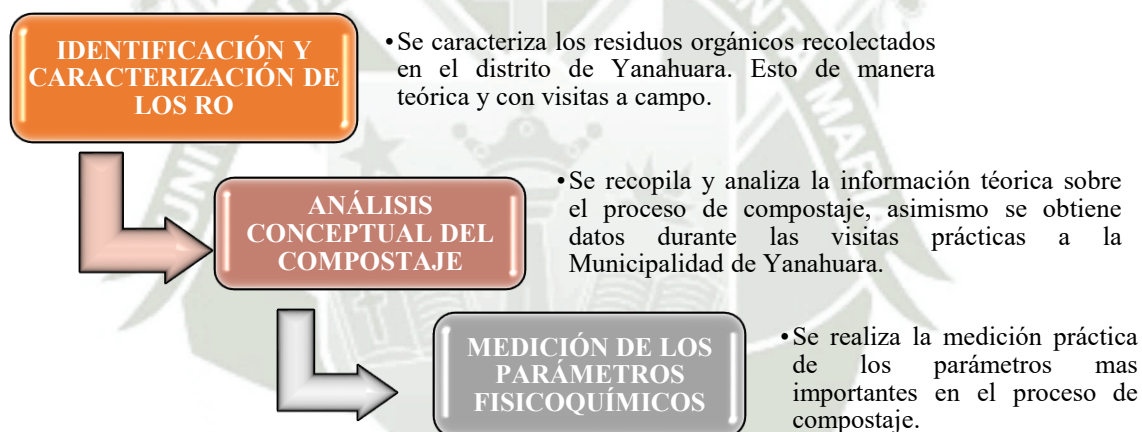 IDENTIFICACIÓN Y
CARACTERIZACIÓN DE
LOS RO
•Se caracteriza los residuos orgánicos recolectados
en el distrito de Yanahuara. Esto de manera
teórica y con visitas a campo.
ANÁLISIS
CONCEPTUAL DEL
COMPOSTAJE
•Se recopila y analiza la información téorica sobre
el proceso de compostaje, asimismo se obtiene
datos durante las visitas prácticas a la
Municipalidad de Yanahuara.
MEDICIÓN DE LOS
PARÁMETROS
FISICOQUÍMICOS
•Se realiza la medición práctica
de los parámetros mas
importantes en el proceso de
compostaje.